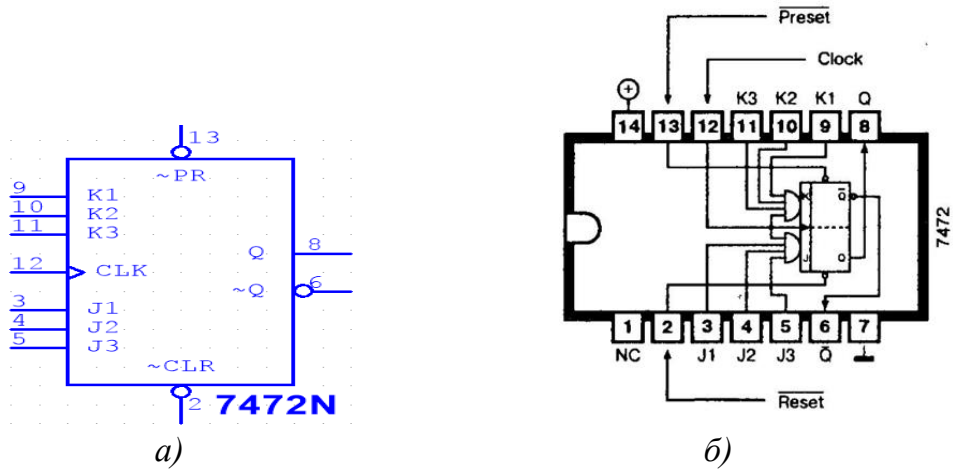 13
~PR
9 K1
10 K2
11 K3
12 CLK
3 J1
4 J2
5 J3
Q 8
~Q 6
~CLR
2 7472N
а)
Preset
Clock
+ K3 K2 K1 Q
14 13 12 11 10 9 8
K Q
J Q
7472
1 2 3 4 5 6 7
NC J1 J2 J3 Q
Reset
б)